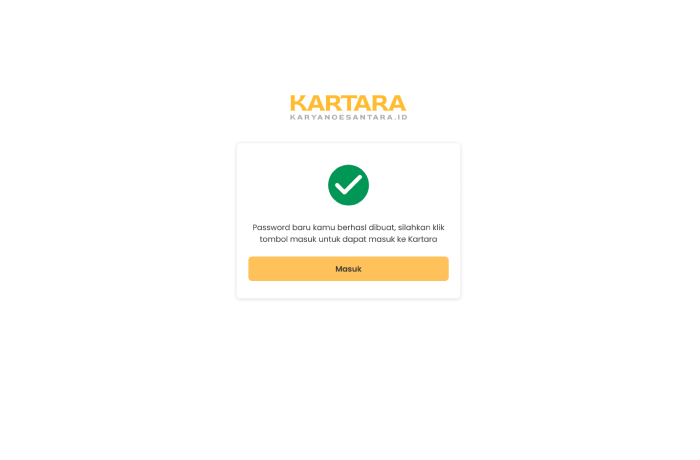 KARTARA
KARYANOESANTARA.ID
Password baru kamu berhasl dibuat, silahkan klik
tombol masuk untuk dapat masuk ke Kartara
Masuk